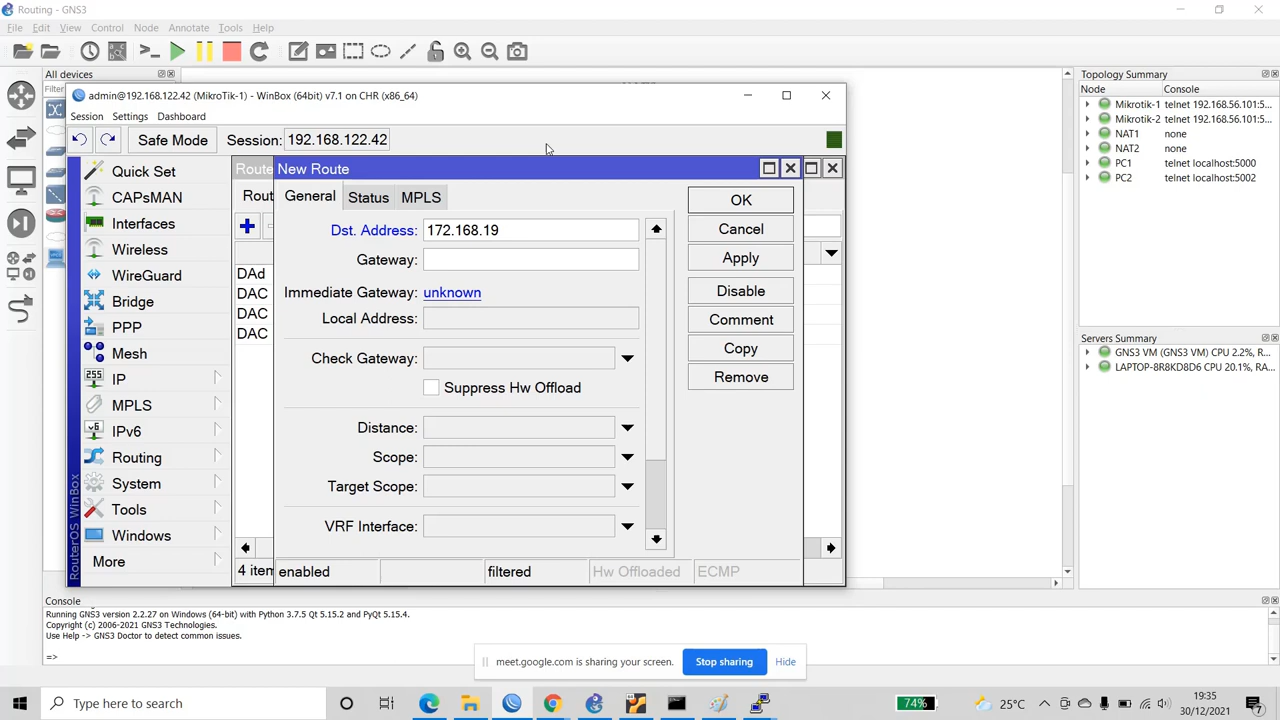 Routing - GNS3
File Edit View Control Node Annotate Tools Help
All devices
Filter
Topology Summary
Node Console
Mikrotik-1 telnet 192.168.56.101:5...
Mikrotik-2 telnet 192.168.56.101:5...
NAT1 none
NAT2 none
PC1 telnet localhost:5000
PC2 telnet localhost:5002
Servers Summary
GNS3 VM (GNS3 VM) CPU 2.2%, R...
LAPTOP-8R8KD8D6 CPU 20.1%, RA...
admin@192.168.122.42 (MikroTik-1) - WinBox (64bit) v7.1 on CHR (x86_64)
Session Settings Dashboard
Safe Mode Session: 192.168.122.42
RouterOS WinBox
Quick Set
CAPsMAN
Interfaces
Wireless
WireGuard
Bridge
PPP
Mesh
255 IP
MPLS
v6 IPv6
Routing
System
Tools
Windows
More
Route
Rout
DAd
DAC
DAC
DAC
4 item
New Route
General Status MPLS
Dst. Address: 172.168.19
Gateway:
Immediate Gateway: unknown
Local Address:
Check Gateway:
Suppress Hw Offload
Distance:
Scope:
Target Scope:
VRF Interface:
OK
Cancel
Apply
Disable
Comment
Copy
Remove
enabled filtered Hw Offloaded ECMP
Console
Running GNS3 version 2.2.27 on Windows (64-bit) with Python 3.7.5 Qt 5.15.2 and PyQt 5.15.4.
Copyright (c) 2006-2021 GNS3 Technologies.
Use Help -> GNS3 Doctor to detect common issues.
=>
meet.google.com is sharing your screen. Stop sharing Hide
Type here to search
74%
25°C
19:35
30/12/2021
7